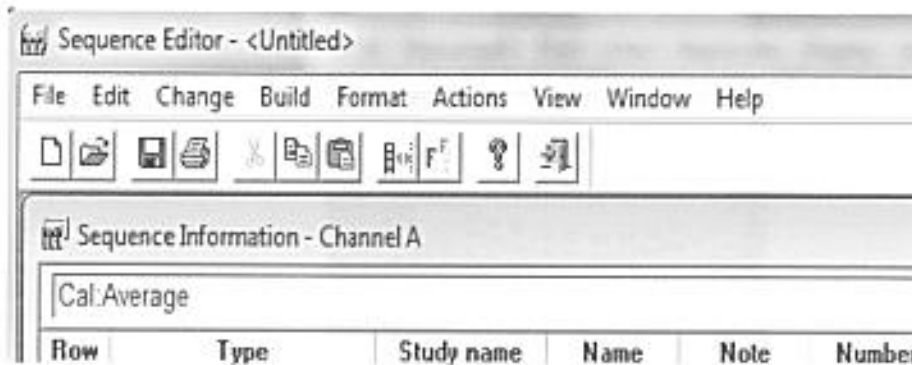 Sequence Editor - <Untitled>
File Edit Change Build Format Actions View Window Help
Sequence Information - Channel A
Cal:Average
Row Type Study name Name Note Number